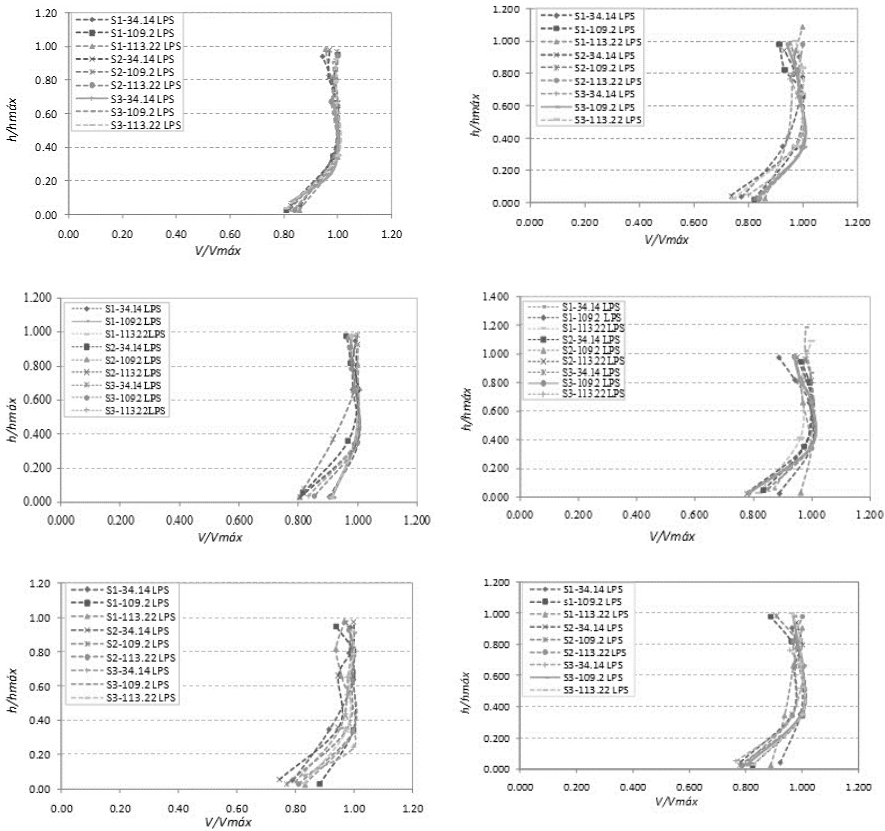 1.20
1.00
0.80
0.60
0.40
0.20
0.00
h/hmáx
S1-34.14 LPS
S1-109.2 LPS
S1-113.22 LPS
S2-34.14 LPS
S2-109.2 LPS
S2-113.22 LPS
S3-34.14 LPS
S3-109.2 LPS
S3-113.22 LPS
0.00 0.20 0.40 0.60 0.80 1.00 1.20
V/Vmáx
1.200
1.000
0.800
0.600
0.400
0.200
0.000
h/hmáx
S1-34.14 LPS
S1-109.2 LPS
S1-113.22 LPS
S2-34.14 LPS
S2-109.2 LPS
S2-113.22 LPS
S3-34.14 LPS
S3-109.2 LPS
S3-113.22 LPS
0.000 0.200 0.400 0.600 0.800 1.000 1.200
V/Vmáx
1.200
1.000
0.800
0.600
0.400
0.200
0.000
h/hmáx
S1-34.14 LPS
S1-109.2 LPS
S1-113.22LPS
S2-34.14 LPS
S2-109.2 LPS
S2-113.2 LPS
S3-34.14 LPS
S3-109.2 LPS
S3-113.22LPS
0.000 0.200 0.400 0.600 0.800 1.000 1.200
V/Vmáx
1.400
1.200
1.000
0.800
0.600
0.400
0.200
0.000
h/hmáx
S1-34.14 LPS
S1-109.2 LPS
S1-113.22 LPS
S2-34.14 LPS
S2-109.2 LPS
S2-113.22 LPS
S3-34.14 LPS
S3-109.2 LPS
S3-113.22 LPS
0.000 0.200 0.400 0.600 0.800 1.000 1.200
V/Vmáx
1.20
1.00
0.80
0.60
0.40
0.20
0.00
h/hmáx
S1-34.14 LPS
S1-109.2 LPS
S1-113.22 LPS
S2-34.14 LPS
S2-109.2 LPS
S2-113.22 LPS
S3-34.14 LPS
S3-109.2 LPS
S3-113.22 LPS
0.00 0.20 0.40 0.60 0.80 1.00 1.20
V/Vmáx
1.200
1.000
0.800
0.600
0.400
0.200
0.000
h/hmáx
S1-34.14 LPS
s1-109.2 LPS
S1-113.22 LPS
S2-34.14 LPS
S2-109.2 LPS
S2-113.22 LPS
S3-34.14 LPS
S3-109.2 LPS
S3-113.22 LPS
0.000 0.200 0.400 0.600 0.800 1.000 1.200
V/Vmáx